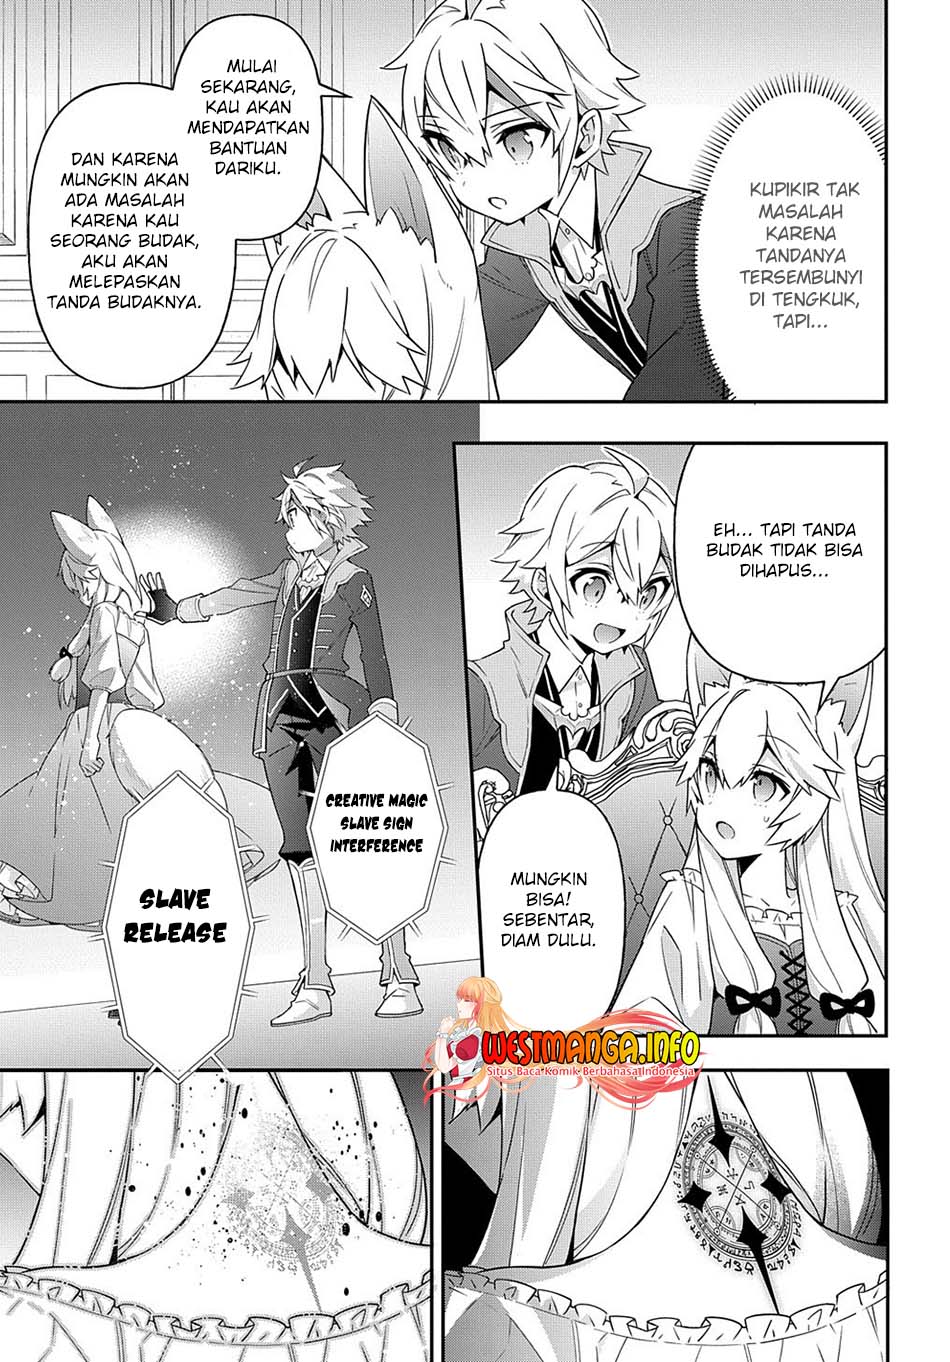 KUPIKIR TAK
MASALAH
KARENA
TANDANYA
TERSEMBUNYI
DI TENGKUK,
TAPI...
MULAI
SEKARANG,
KAU AKAN
MENDAPATKAN
BANTUAN
DARIKU.
DAN KARENA
MUNGKIN AKAN
ADA MASALAH
KARENA KAU
SEORANG BUDAK,
AKU AKAN
MELEPASKAN
TANDA BUDAKNYA.
EH... TAPI TANDA
BUDAK TIDAK BISA
DIHAPUS...
MUNGKIN
BISA!
SEBENTAR,
DIAM DULU.
CREATIVE MAGIC
SLAVE SIGN
INTERFERENCE
SLAVE
RELEASE
WESTMANGA.INFO
Situs Baca Komik Berbahasa Indonesia